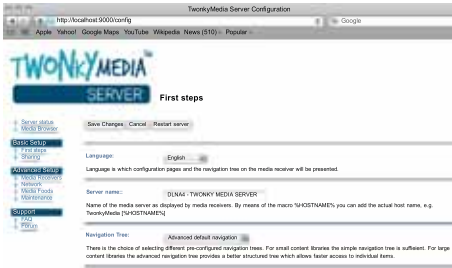 TwonkyMedia Server Configuration
http://localhost:9000/config
Google
Apple Yahoo! Google Maps YouTube Wikipedia News (510) Popular
TWONKYMEDIA
SERVER
First steps
Server status
Media Browser
Save Changes Cancel Restart server
Basic Setup
First steps
Sharing
Language:
English
Advanced Setup
Media Receivers
Network
Media Feeds
Maintenance
Language is which configuration pages and the navigation tree on the media receiver will be presented.
Server name::
DLNA4 - TWONKY MEDIA SERVER
Name of the media server as displayed by media receivers. By means of the macro %HOSTNAME% you can add the actual host name, e.g.
TwonkyMedia [%HOSTNAME%]
Support
FAQ
Forum
Navigation Tree:
Advanced default navigation
There is the choice of selecting different pre-configured navigation trees. For small content libraries the simple navigation tree is suffeient. For large
content libraries the advanced navigation tree provides a better structured tree which allows faster access to individual items.